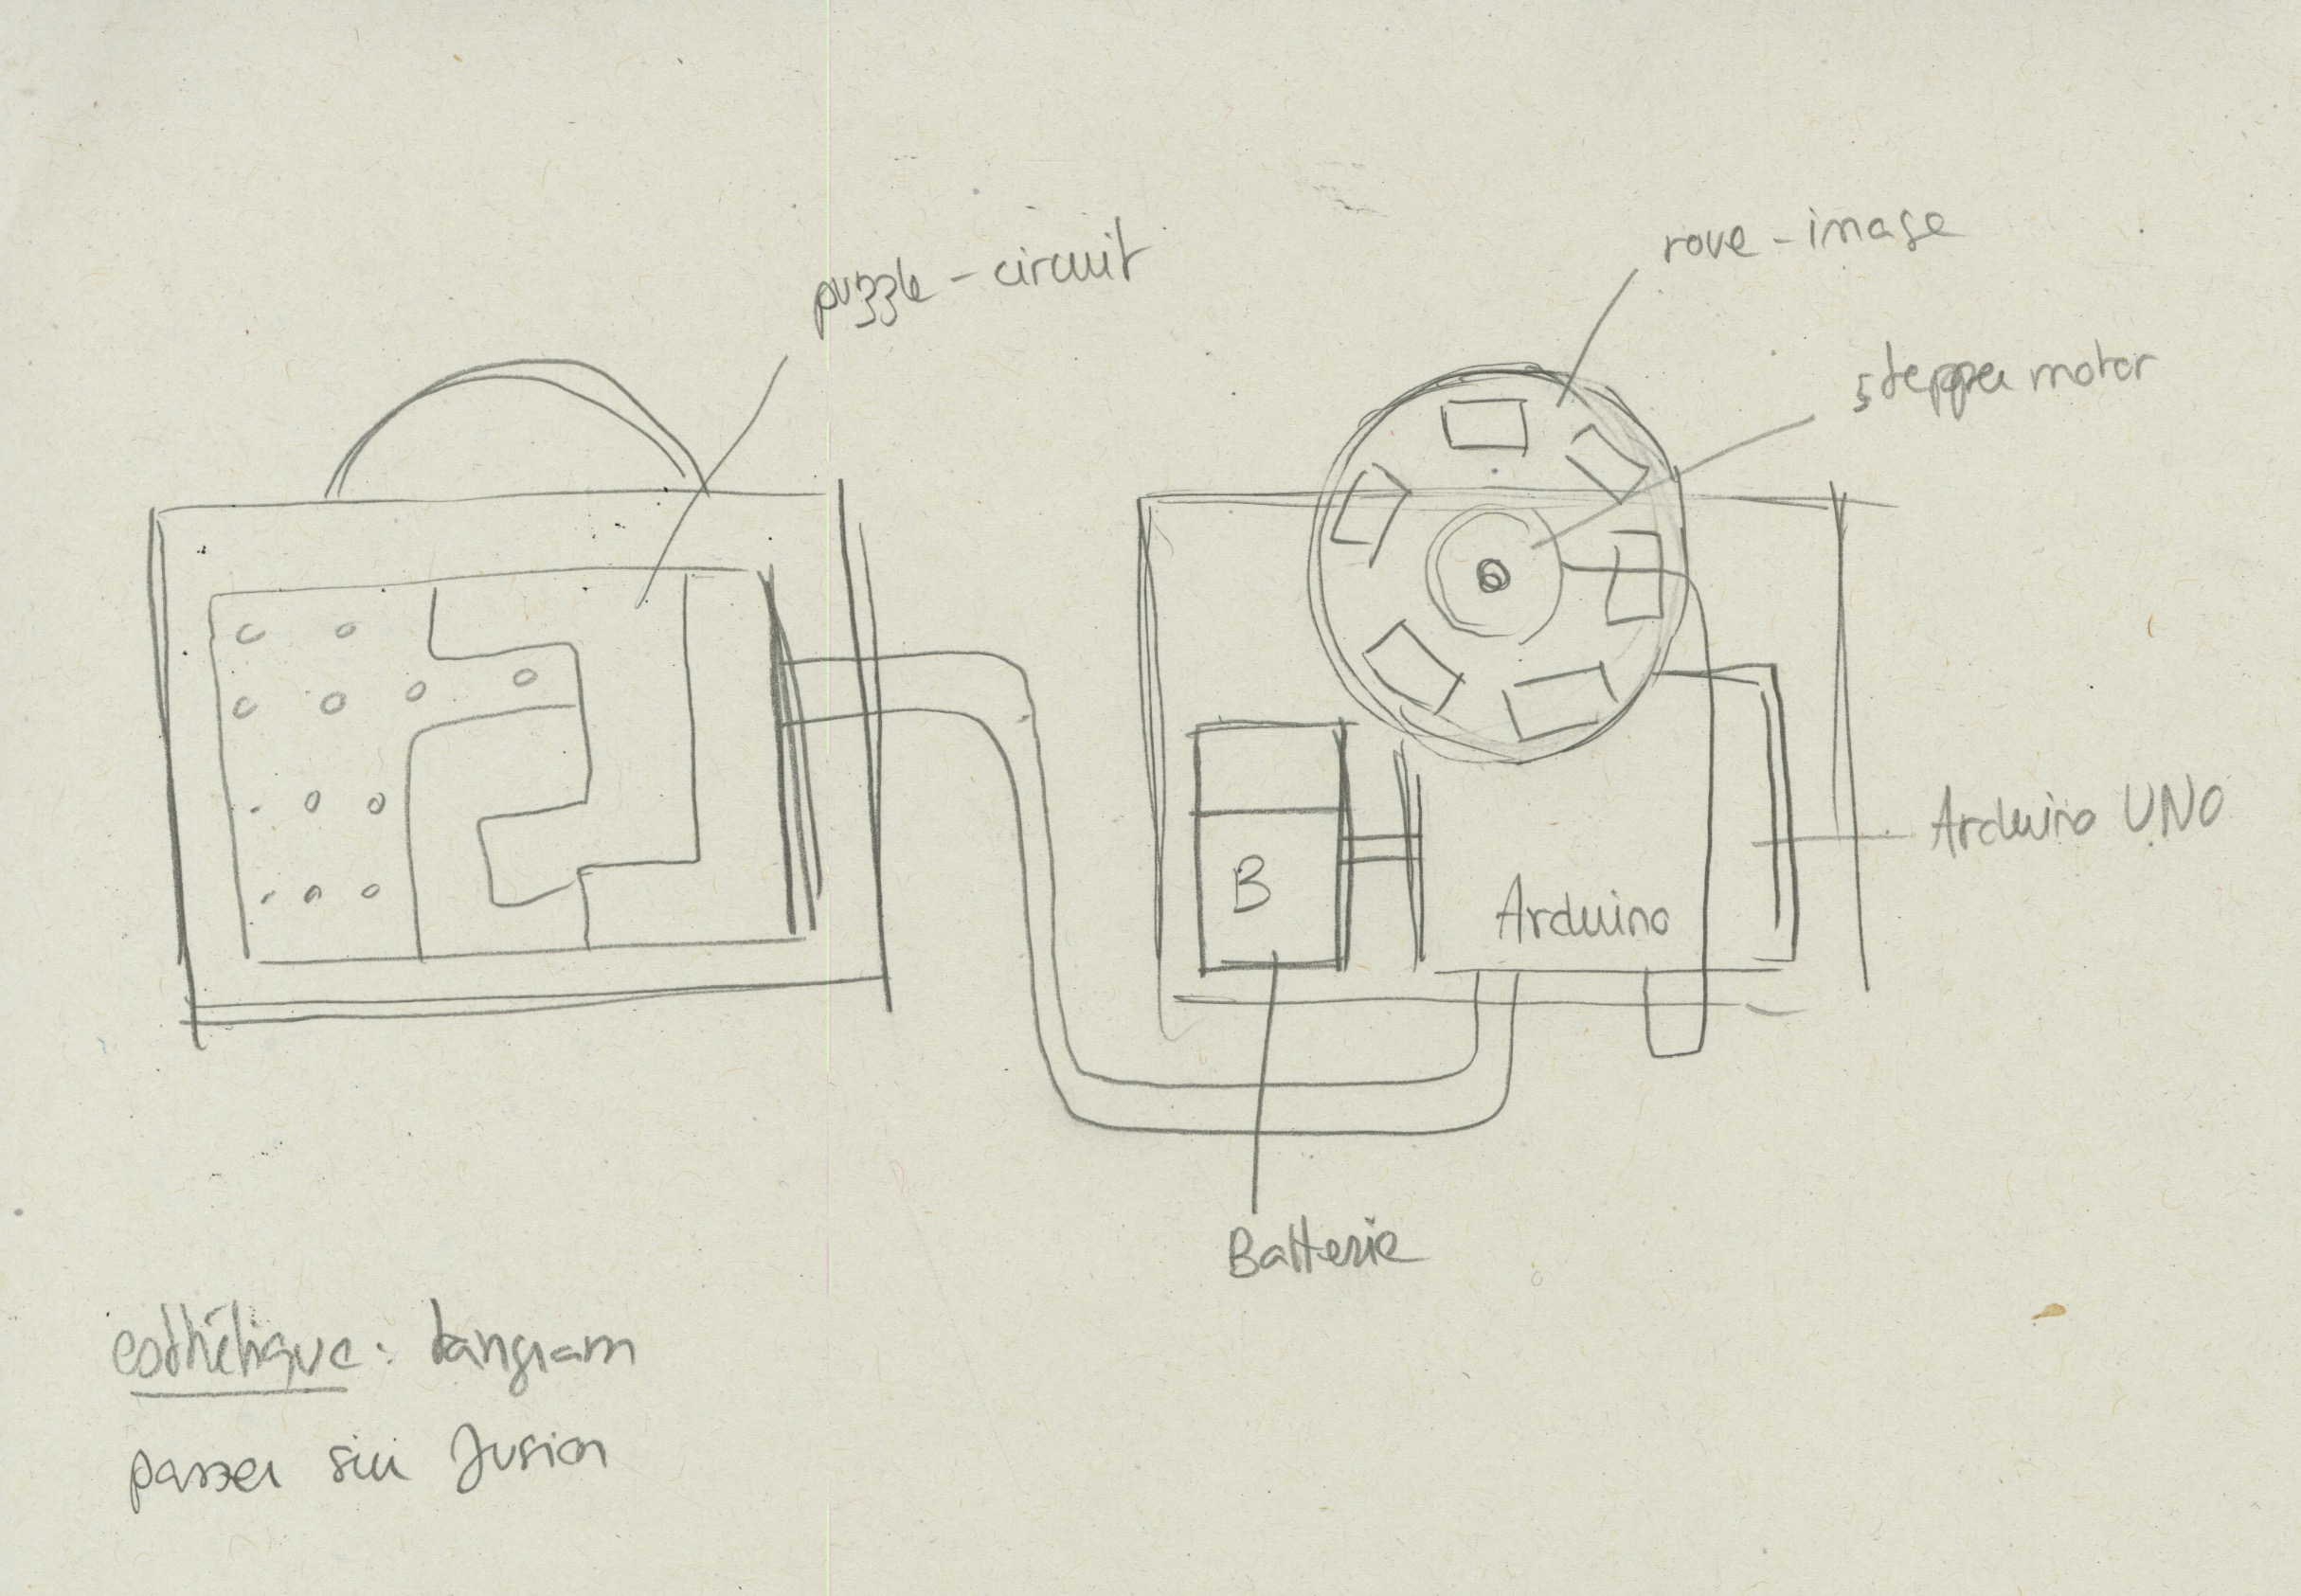 roue - image
puzzle - circuit
stepper motor
Arduino UNO
B
Arduino
Batterie
esthétique : tangram
passer sur fusion